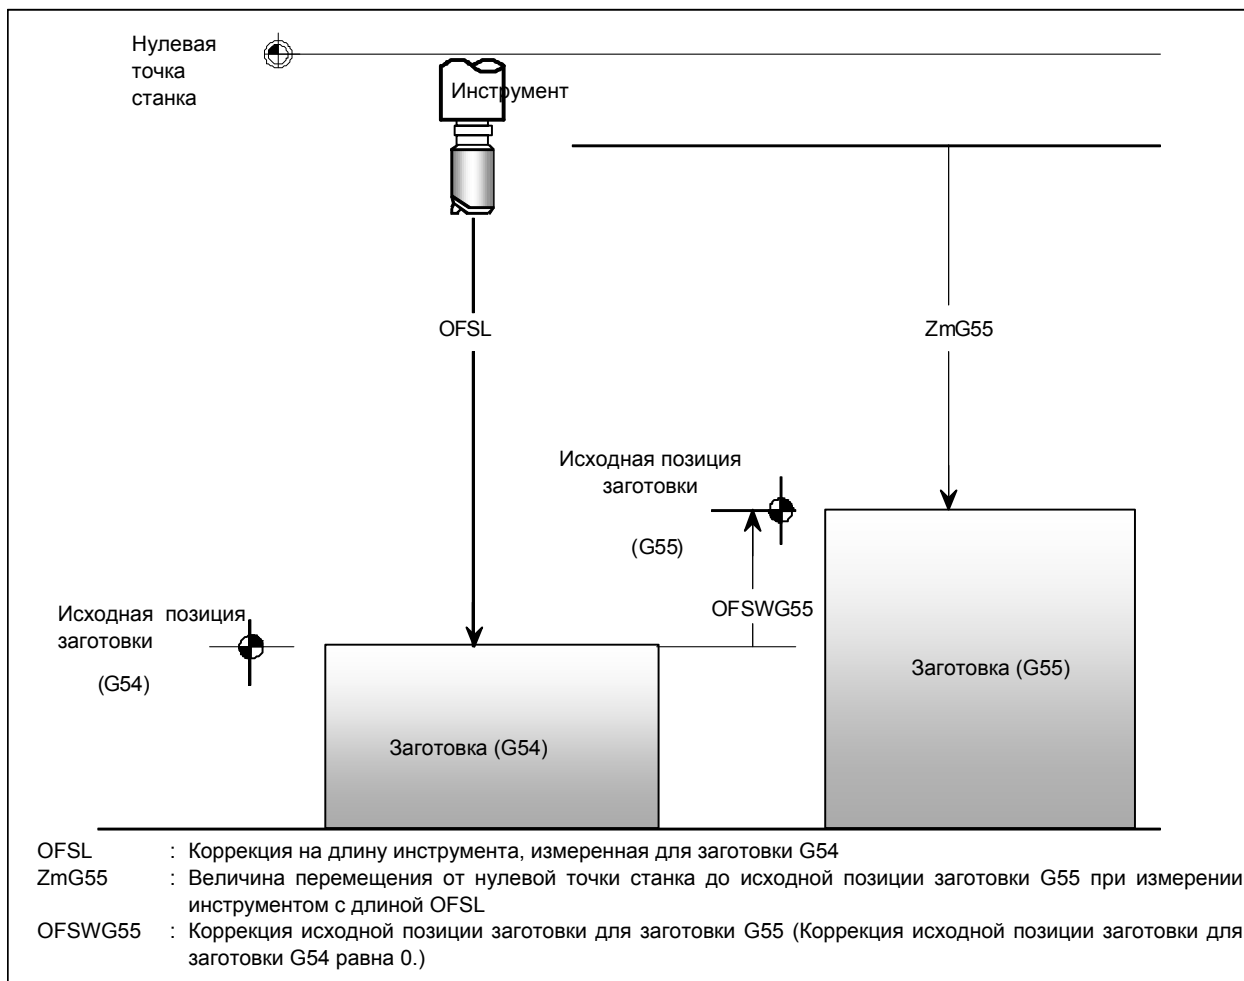 Нулевая
точка
станка
Инструмент
OFSL
ZmG55
Исходная позиция
заготовки
(G55)
OFSWG55
Исходная позиция
заготовки
(G54)
Заготовка (G55)
Заготовка (G54)
OFSL : Коррекция на длину инструмента, измеренная для заготовки G54
ZmG55 : Величина перемещения от нулевой точки станка до исходной позиции заготовки G55 при измерении
инструментом с длиной OFSL
OFSWG55 : Коррекция исходной позиции заготовки для заготовки G55 (Коррекция исходной позиции заготовки для
заготовки G54 равна 0.)